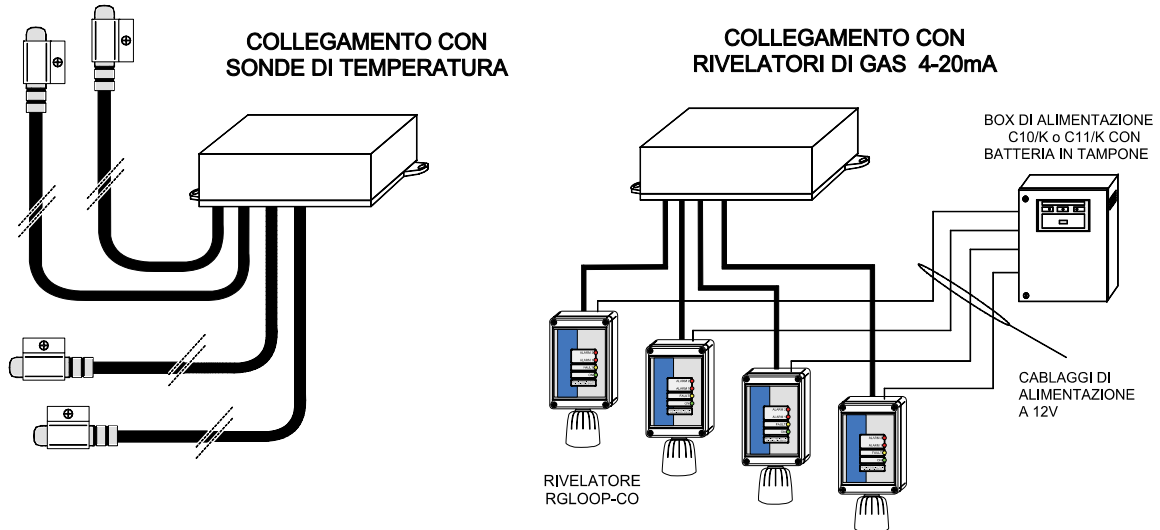 COLLEGAMENTO CON
SONDE DI TEMPERATURA
COLLEGAMENTO CON
RIVELATORI DI GAS 4-20mA
BOX DI ALIMENTAZIONE
C10/K o C11/K CON
BATTERIA IN TAMPONE
CABLAGGI DI
ALIMENTAZIONE
A 12V
RIVELATORE
RGLOOP-CO